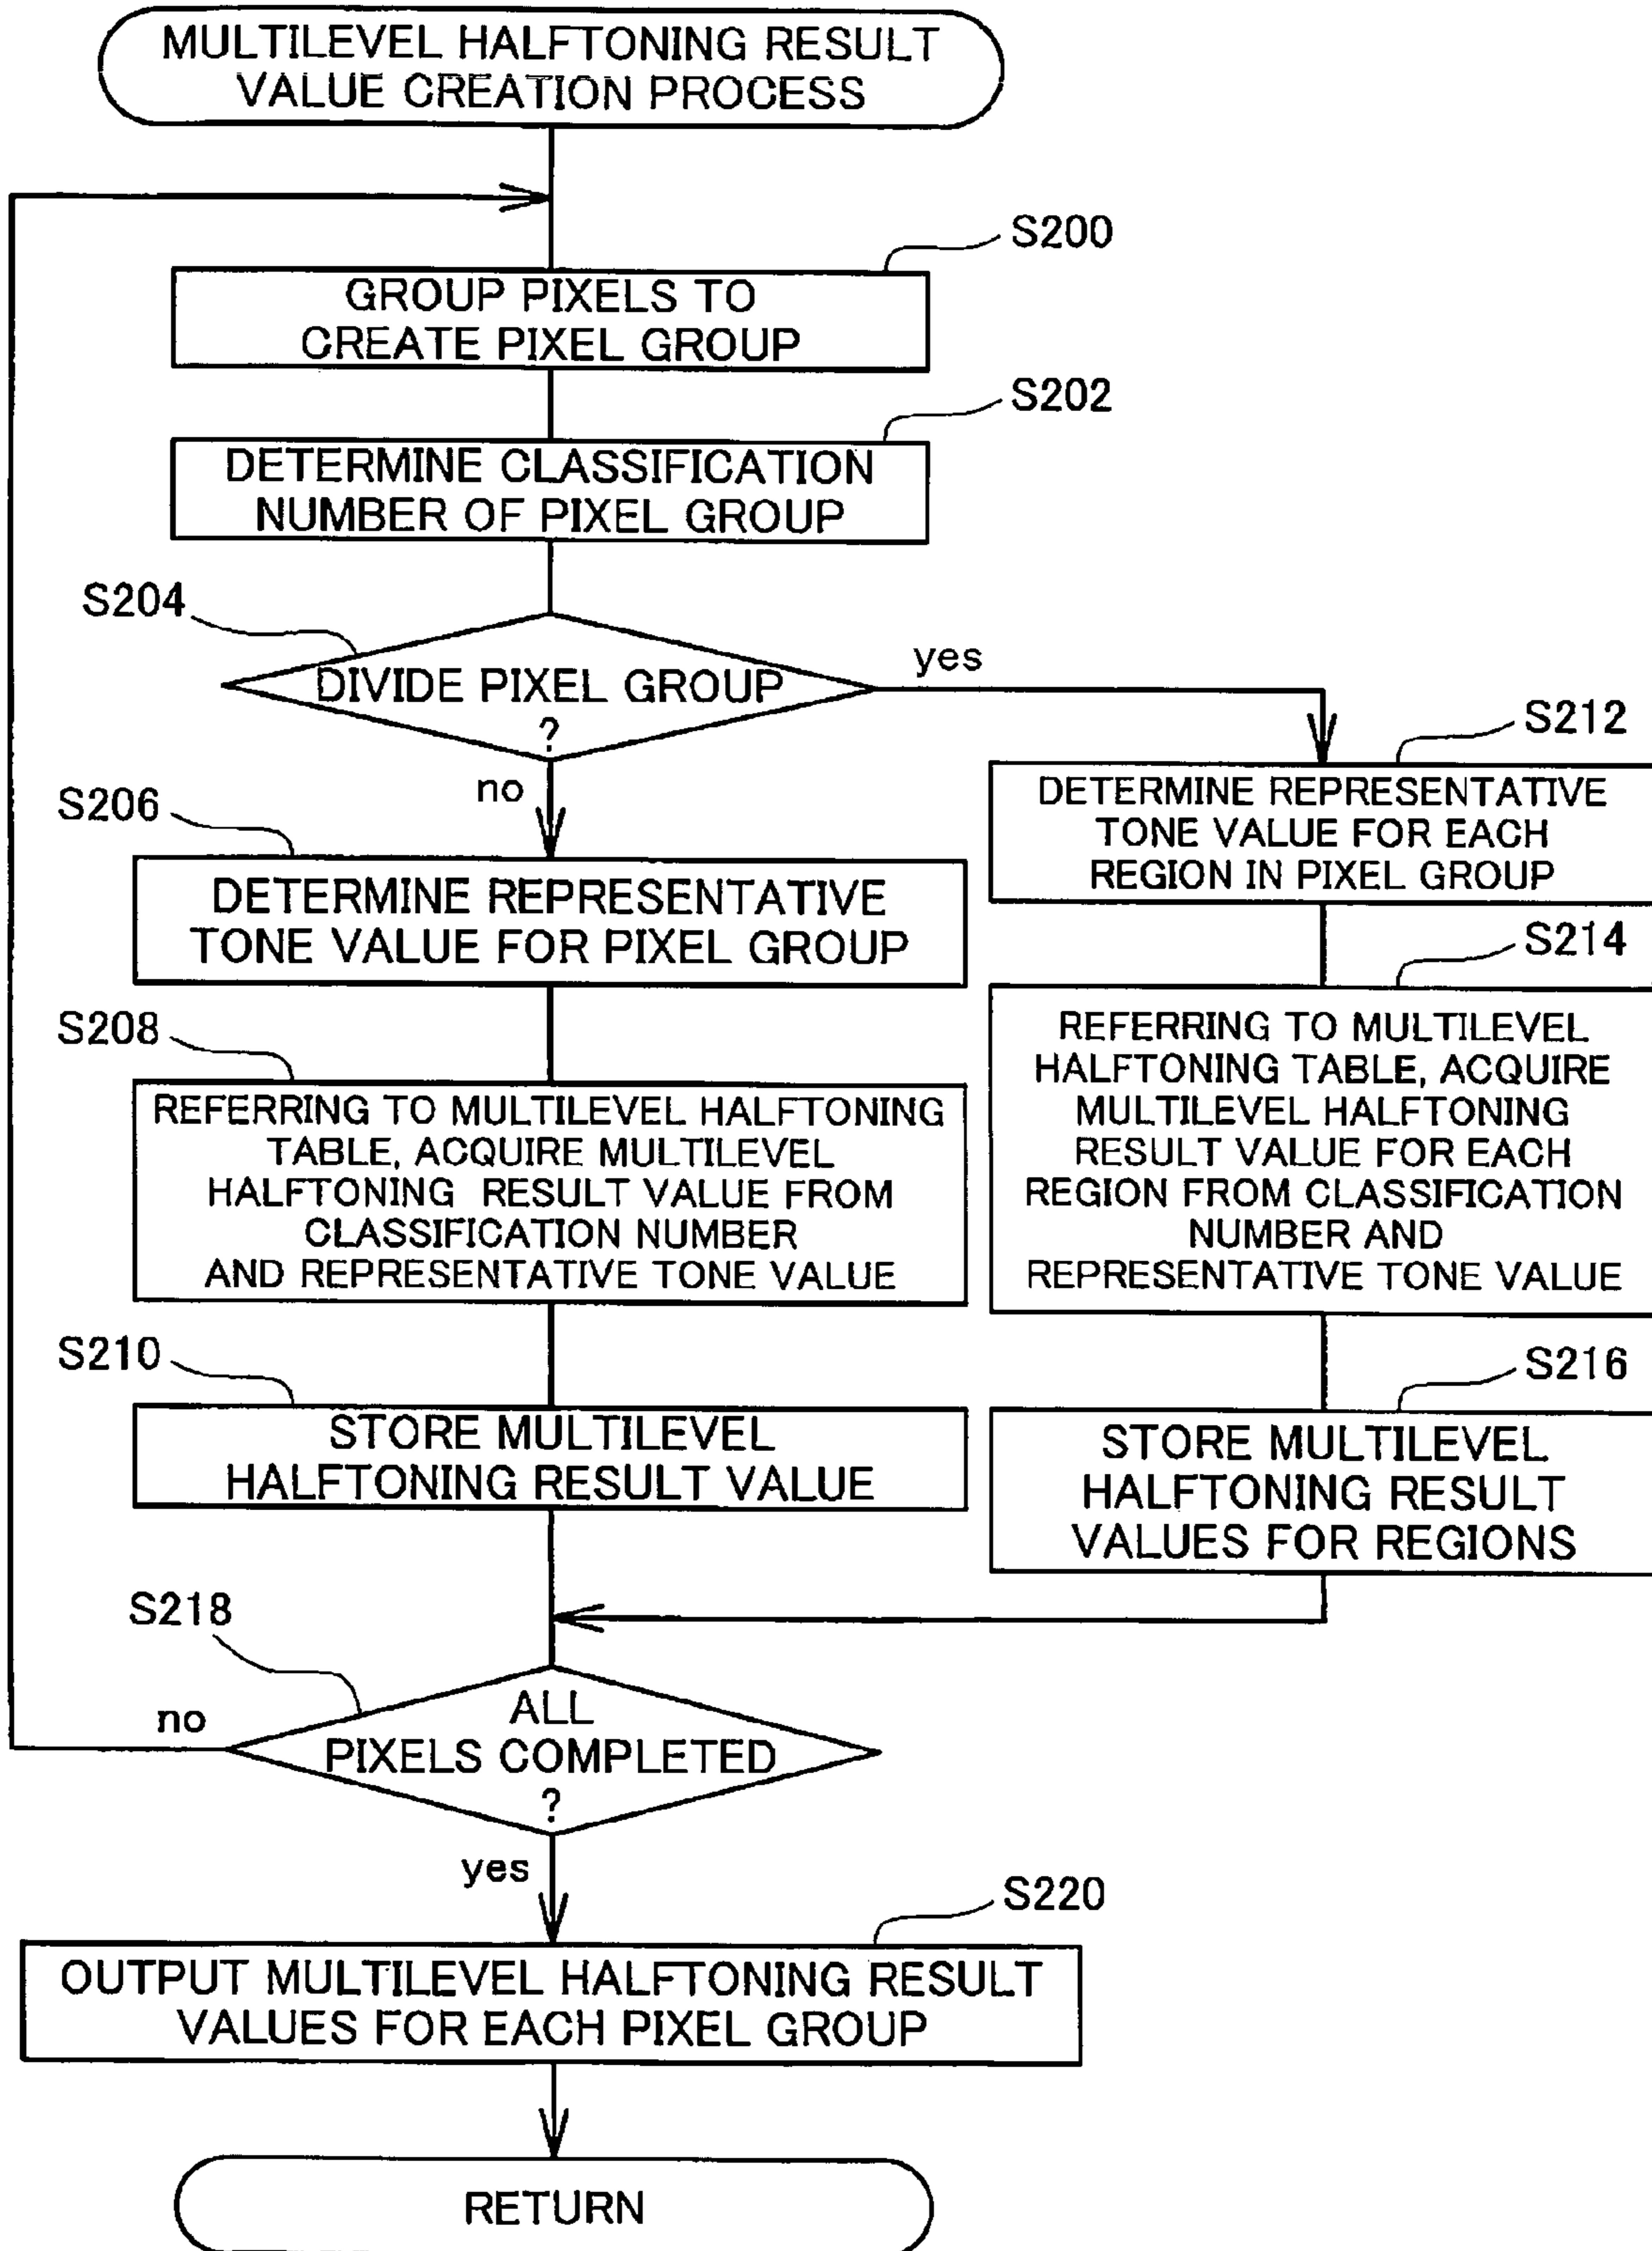 MULTILEVEL HALFTONING RESULT
VALUE CREATION PROCESS
S200
GROUP PIXELS TO
CREATE PIXEL GROUP
S202
DETERMINE CLASSIFICATION
NUMBER OF PIXEL GROUP
S204
DIVIDE PIXEL GROUP
?
yes
no
S206
DETERMINE REPRESENTATIVE
TONE VALUE FOR PIXEL GROUP
S208
REFERRING TO MULTILEVEL HALFTONING
TABLE, ACQUIRE MULTILEVEL
HALFTONING RESULT VALUE FROM
CLASSIFICATION NUMBER
AND REPRESENTATIVE TONE VALUE
S210
STORE MULTILEVEL
HALFTONING RESULT VALUE
S212
DETERMINE REPRESENTATIVE
TONE VALUE FOR EACH
REGION IN PIXEL GROUP
S214
REFERRING TO MULTILEVEL
HALFTONING TABLE, ACQUIRE
MULTILEVEL HALFTONING
RESULT VALUE FOR EACH
REGION FROM CLASSIFICATION
NUMBER AND
REPRESENTATIVE TONE VALUE
S216
STORE MULTILEVEL
HALFTONING RESULT
VALUES FOR REGIONS
S218
ALL
PIXELS COMPLETED
?
no
yes
S220
OUTPUT MULTILEVEL HALFTONING RESULT
VALUES FOR EACH PIXEL GROUP
RETURN